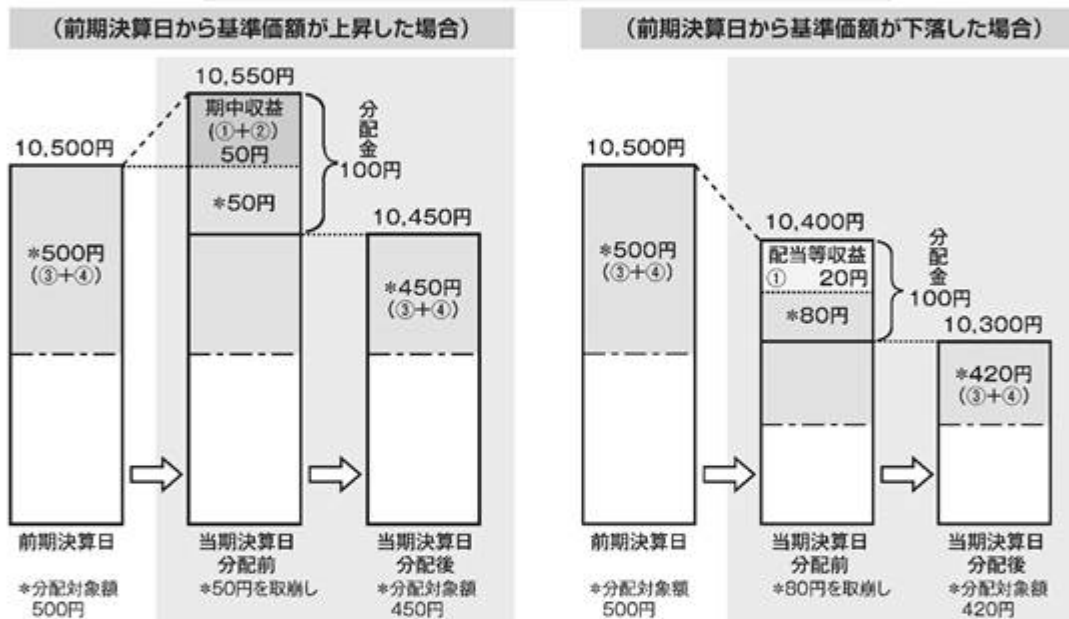 (前期決算日から基準価額が上昇した場合)
10,550円
期中収益
(①+②)
50円
*50円
分配金
100円
10,500円
*500円
(③+④)
10,450円
*450円
(③+④)
前期決算日
当期決算日
分配前
当期決算日
分配後
*分配対象額
500円
*50円を取崩し
*分配対象額
450円
(前期決算日から基準価額が下落した場合)
10,500円
*500円
(③+④)
10,400円
配当等収益
① 20円
*80円
分配金
100円
10,300円
*420円
(③+④)
前期決算日
当期決算日
分配前
当期決算日
分配後
*分配対象額
500円
*80円を取崩し
*分配対象額
420円